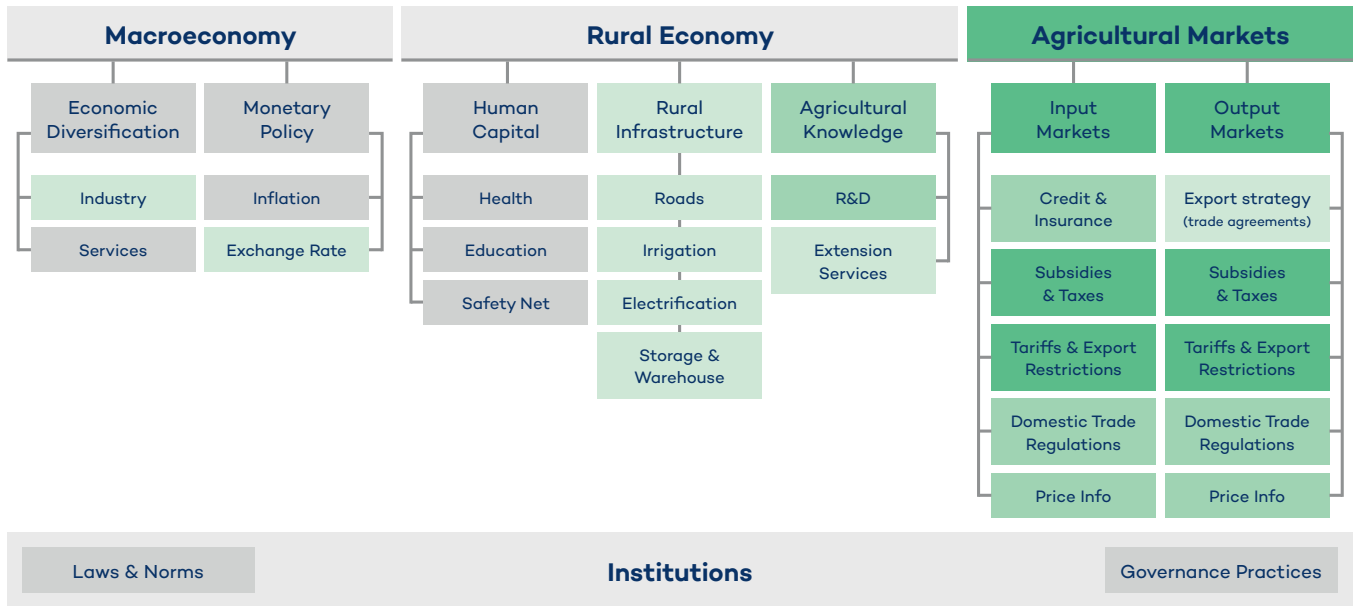 Macroeconomy
Economic
Diversification
Industry
Services
Monetary
Policy
Inflation
Exchange Rate
Rural Economy
Human
Capital
Health
Education
Safety Net
Rural
Infrastructure
Roads
Irrigation
Electrification
Storage &
Warehouse
Agricultural
Knowledge
R&D
Extension
Services
Agricultural Markets
Input
Markets
Credit &
Insurance
Subsidies
& Taxes
Tariffs & Export
Restrictions
Domestic Trade
Regulations
Price Info
Output
Markets
Export strategy
(trade agreements)
Subsidies
& Taxes
Tariffs & Export
Restrictions
Domestic Trade
Regulations
Price Info
Laws & Norms
Institutions
Governance Practices